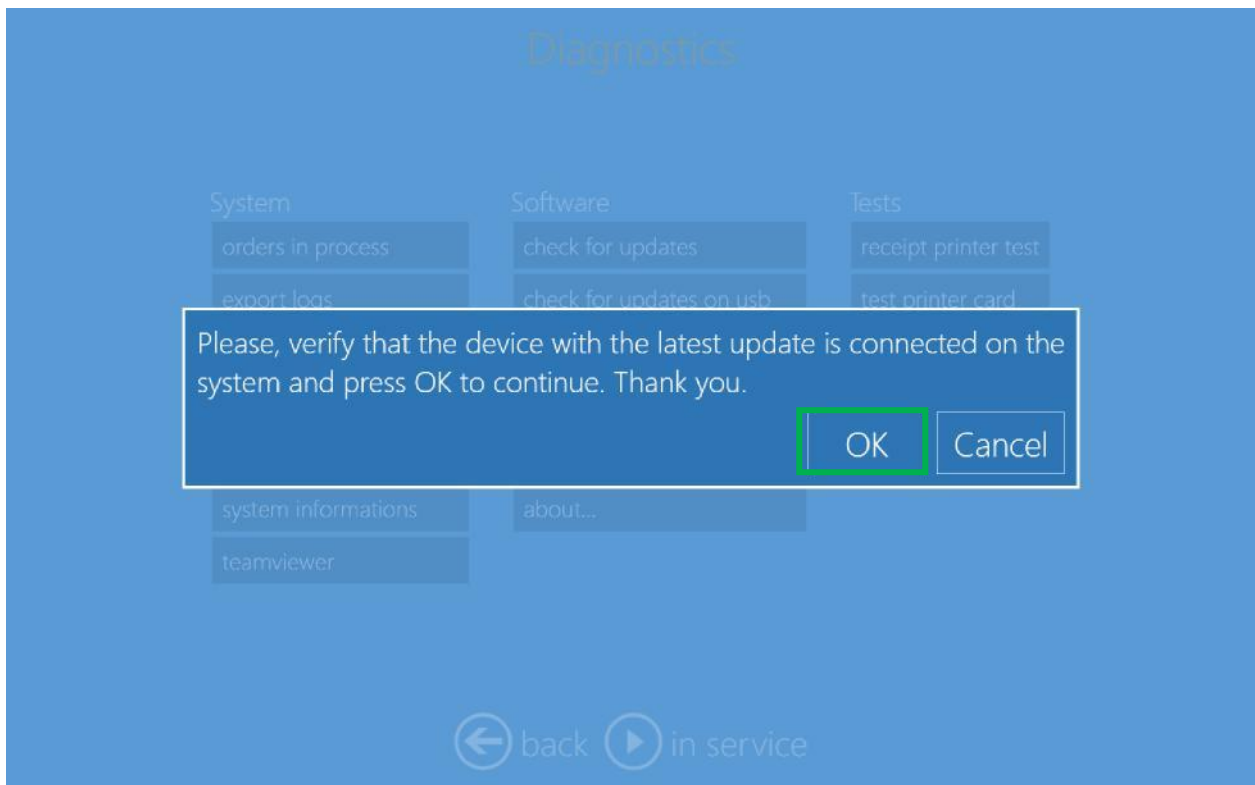 Diagnostics
System
Software
Tests
orders in process
check for updates
receipt printer test
export logs
check for updates on usb
test printer card
Please, verify that the device with the latest update is connected on the
system and press OK to continue. Thank you.
OK
Cancel
system informations
about...
teamviewer
back
in service